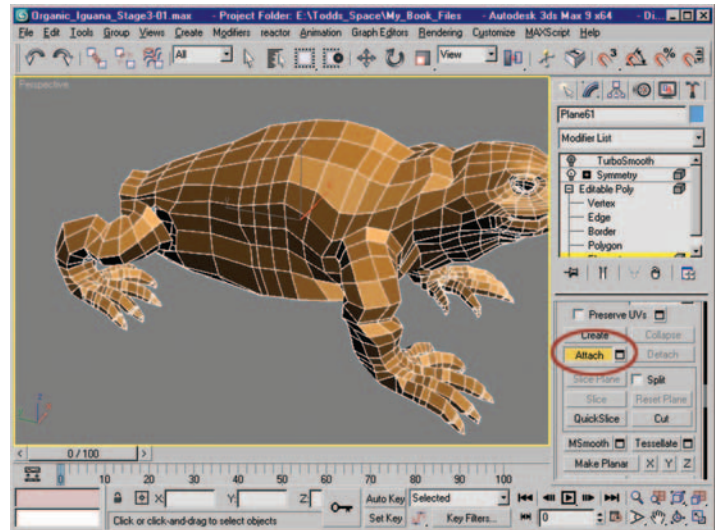 Organic_Iguana_Stage3-01.max - Project Folder: E:\Todds_Space\My_Book_Files - Autodesk 3ds Max 9 x64 - Di...
File Edit Tools Group Views Create Modifiers reactor Animation Graph Editors Rendering Customize MAXScript Help
All
View
3
Perspective
Plane61
Modifier List
TurboSmooth
Symmetry
Editable Poly
Vertex
Edge
Border
Polygon
Preserve UVs
Create Collapse
Attach Detach
Slice Plane Split
Slice Reset Plane
QuickSlice Cut
MSmooth Tessellate
Make Planar X Y Z
z
0 / 100
0 10 20 30 40 50 60 70 80 90 100
X: Y: Z: Auto Key Selected
Click or click-and-drag to select objects Set Key Key Filters... 0